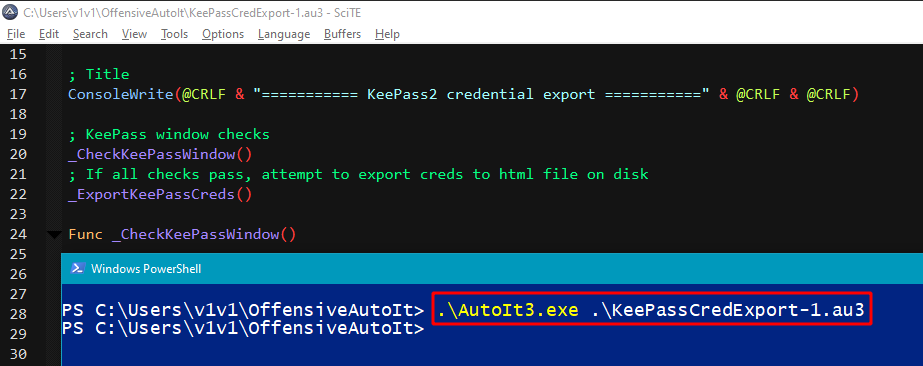 C:\Users\v1v1\OffensiveAutoIt\KeePassCredExport-1.au3 - SciTE
File Edit Search View Tools Options Language Buffers Help
15
16 ; Title
17 ConsoleWrite(@CRLF & "=========== KeePass2 credential export ===========" & @CRLF & @CRLF)
18
19 ; KeePass window checks
20 _CheckKeePassWindow()
21 ; If all checks pass, attempt to export creds to html file on disk
22 _ExportKeePassCreds()
23
24 Func _CheckKeePassWindow()
25
26
27
28
29
30
Windows PowerShell
PS C:\Users\v1v1\OffensiveAutoIt> .\AutoIt3.exe .\KeePassCredExport-1.au3
PS C:\Users\v1v1\OffensiveAutoIt>